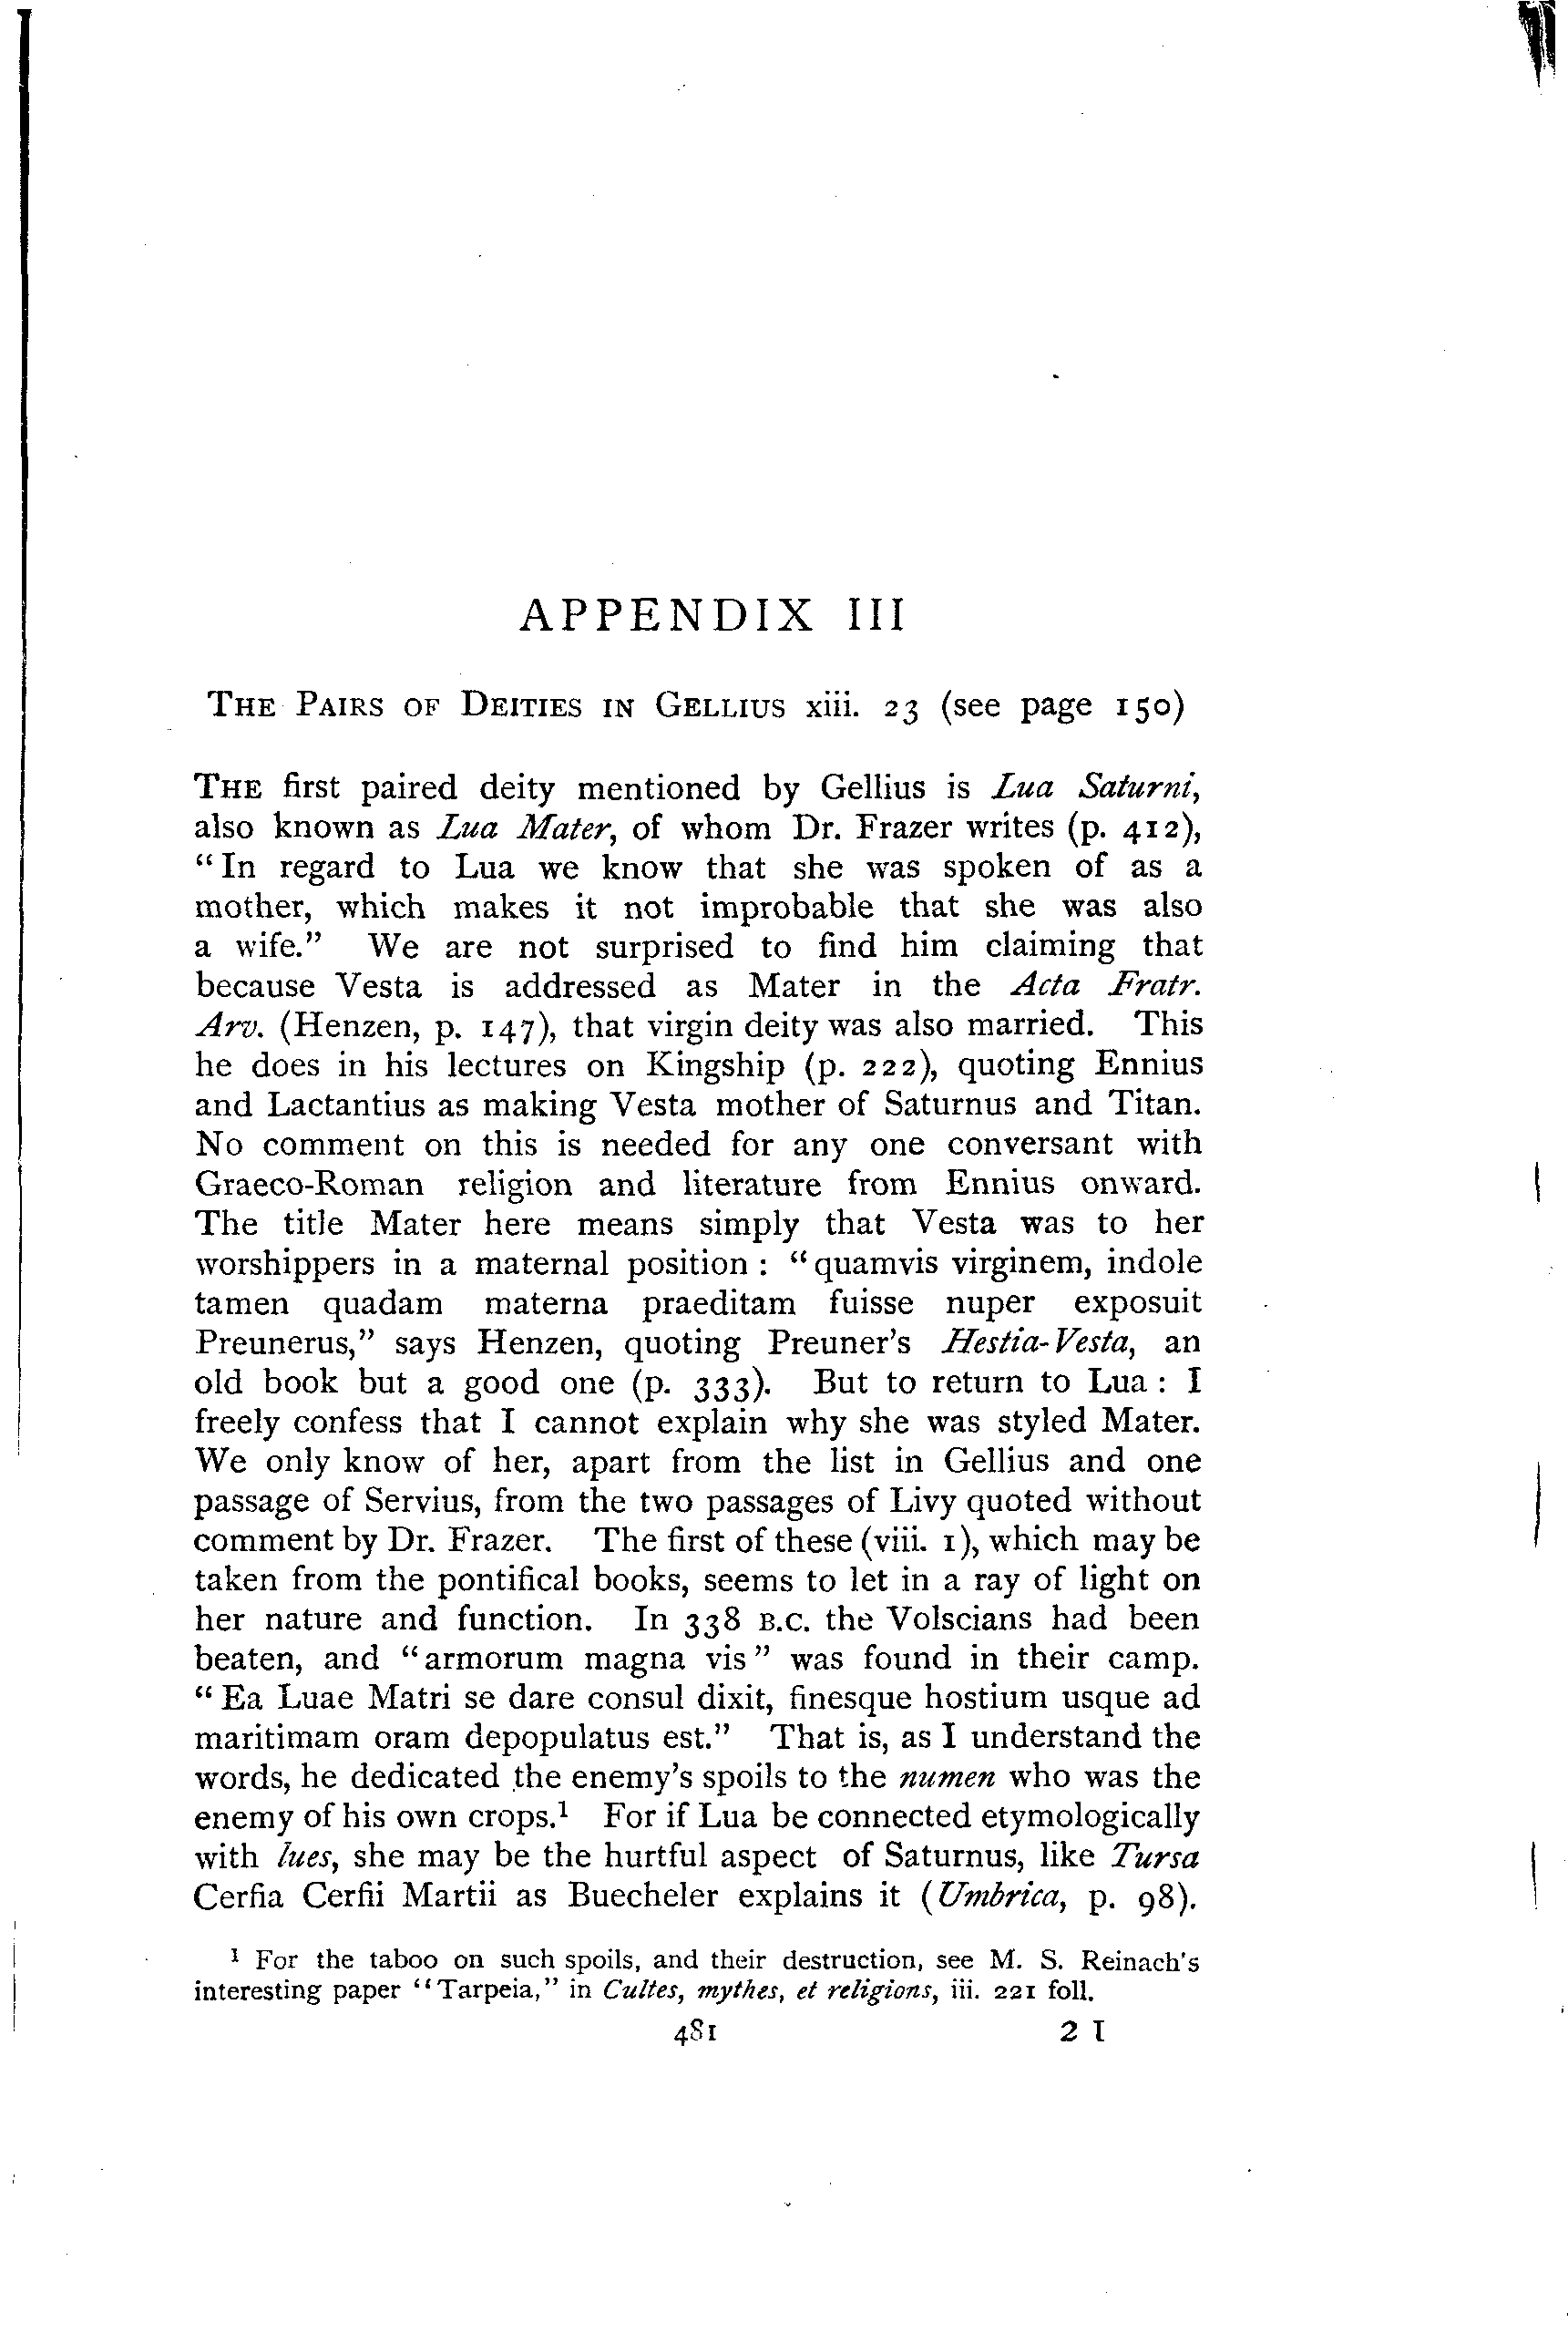 APPENDIX III
THE PAIRS OF DEITIES IN GELLIUS xiii. 23 (see page 150)
THE first paired deity mentioned by Gellius is Lua Saturni,
also known as Lua Mater, of whom Dr. Frazer writes (p. 412),
“In regard to Lua we know that she was spoken of as a
mother, which makes it not improbable that she was also
a wife.” We are not surprised to find him claiming that
because Vesta is addressed as Mater in the Acta Fratr.
Arv. (Henzen, p. 147), that virgin deity was also married. This
he does in his lectures on Kingship (p. 222), quoting Ennius
and Lactantius as making Vesta mother of Saturnus and Titan.
No comment on this is needed for any one conversant with
Graeco-Roman religion and literature from Ennius onward.
The title Mater here means simply that Vesta was to her
worshippers in a maternal position : “quamvis virginem, indole
tamen quadam materna praeditam fuisse nuper exposuit
Preunerus,” says Henzen, quoting Preuner's Hestia-Vesta, an
old book but a good one (p. 333). But to return to Lua : I
freely confess that I cannot explain why she was styled Mater.
We only know of her, apart from the list in Gellius and one
passage of Servius, from the two passages of Livy quoted without
comment by Dr. Frazer. The first of these (viii. 1), which may be
taken from the pontifical books, seems to let in a ray of light on
her nature and function. In 338 B.C. the Volscians had been
beaten, and “armorum magna vis” was found in their camp.
“Ea Luae Matri se dare consul dixit, finesque hostium usque ad
maritimam oram depopulatus est.” That is, as I understand the
words, he dedicated the enemy's spoils to the numen who was the
enemy of his own crops.¹ For if Lua be connected etymologically
with lues, she may be the hurtful aspect of Saturnus, like Tursa
Cerfia Cerfii Martii as Buecheler explains it (Umbrica, p. 98).
¹ For the taboo on such spoils, and their destruction, see M. S. Reinach's
interesting paper “Tarpeia,” in Cultes, mythes, et religions, iii. 221 foll.
481 2 I